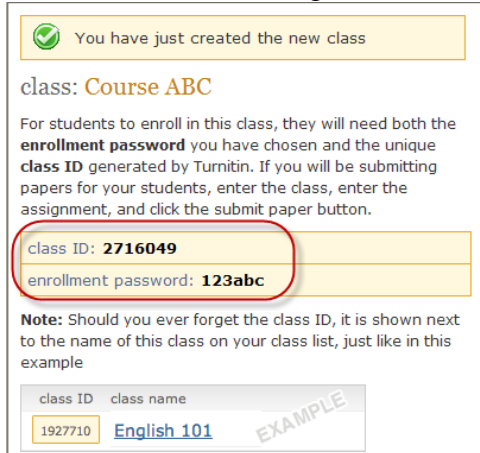 You have just created the new class
class: Course ABC
For students to enroll in this class, they will need both the
enrollment password you have chosen and the unique
class ID generated by Turnitin. If you will be submitting
papers for your students, enter the class, enter the
assignment, and click the submit paper button.
class ID: 2716049
enrollment password: 123abc
Note: Should you ever forget the class ID, it is shown next
to the name of this class on your class list, just like in this
example
class ID class name
1927710 English 101
EXAMPLE